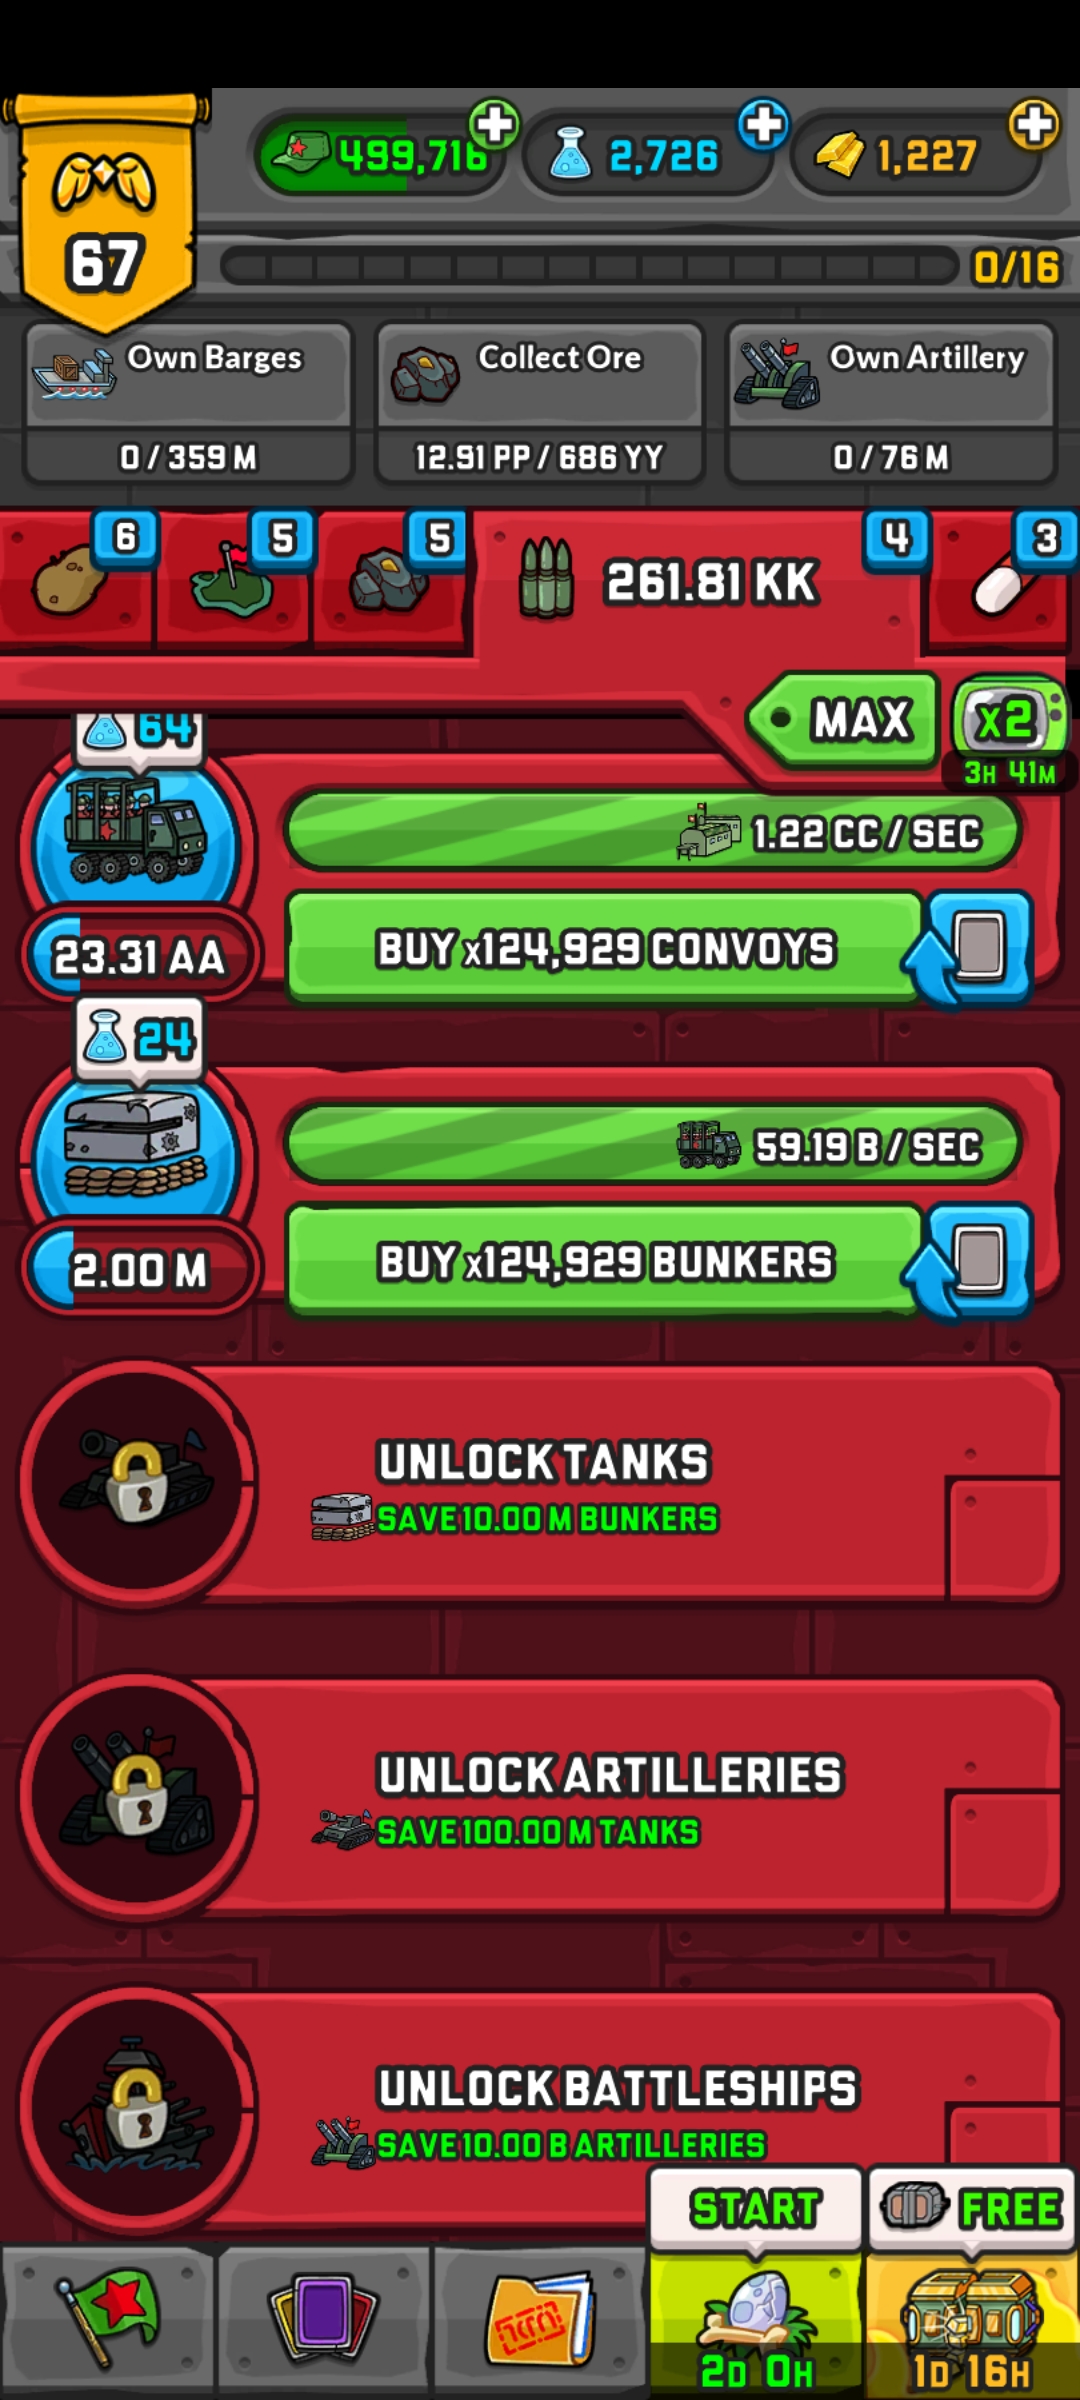 499,716
2,726
1,227
67
0/16
Own Barges
0 / 359 M
Collect Ore
12.91 PP / 686 YY
Own Artillery
0 / 76 M
6
5
5
261.81 KK
4
3
MAX
x2
3H 41M
64
1.22 CC / SEC
23.31 AA
BUY x124,929 CONVOYS
24
59.19 B / SEC
2.00 M
BUY x124,929 BUNKERS
UNLOCK TANKS
SAVE 10.00 M BUNKERS
UNLOCK ARTILLERIES
SAVE 100.00 M TANKS
UNLOCK BATTLESHIPS
SAVE 10.00 B ARTILLERIES
START
FREE
2D 0H
1D 16H